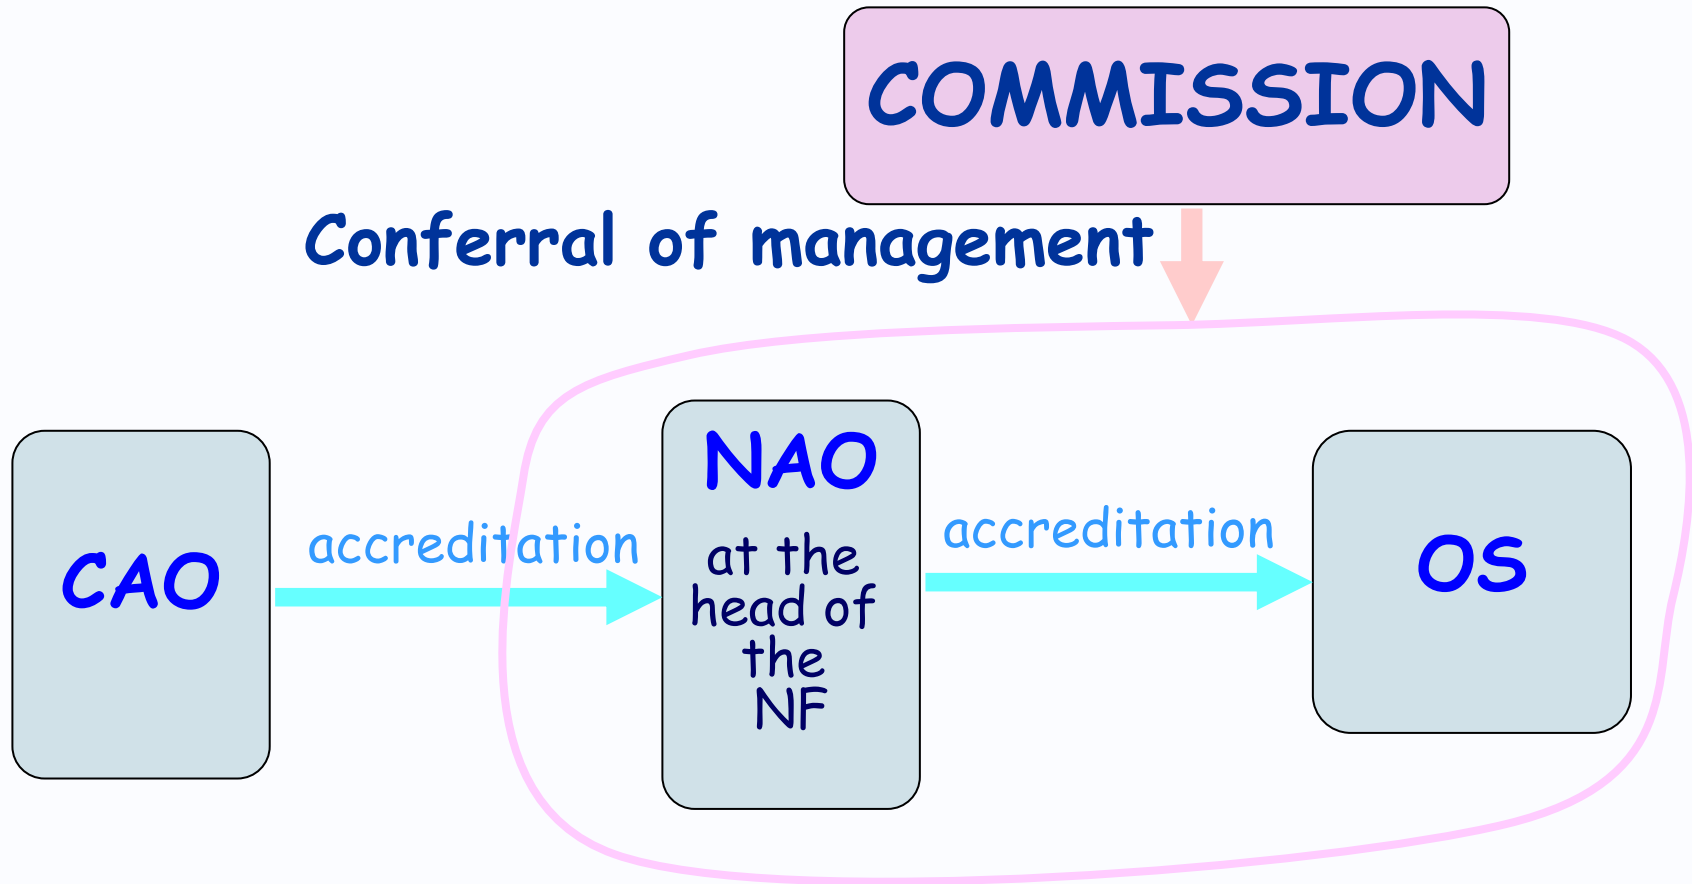 COMMISSION
Conferral of management
CAO
accreditation
NAO
at the
head of
the
NF
accreditation
OS